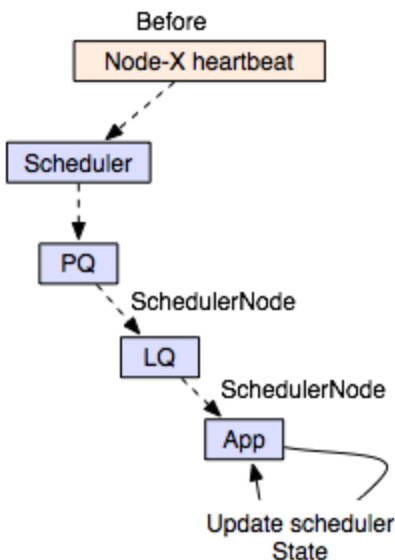 Before
Node-X heartbeat
Scheduler
PQ
SchedulerNode
LQ
SchedulerNode
App
Update scheduler
State